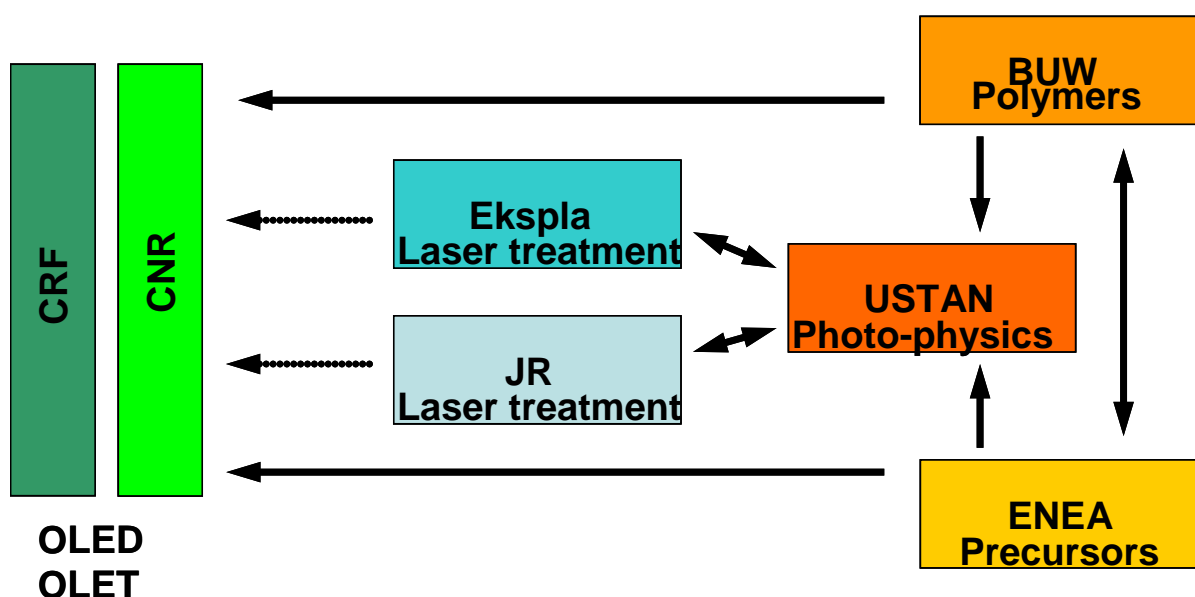 BUW
Polymers
CRF
CNR
Ekspla
Laser treatment
USTAN
Photo-physics
JR
Laser treatment
ENEA
Precursors
OLED
OLET